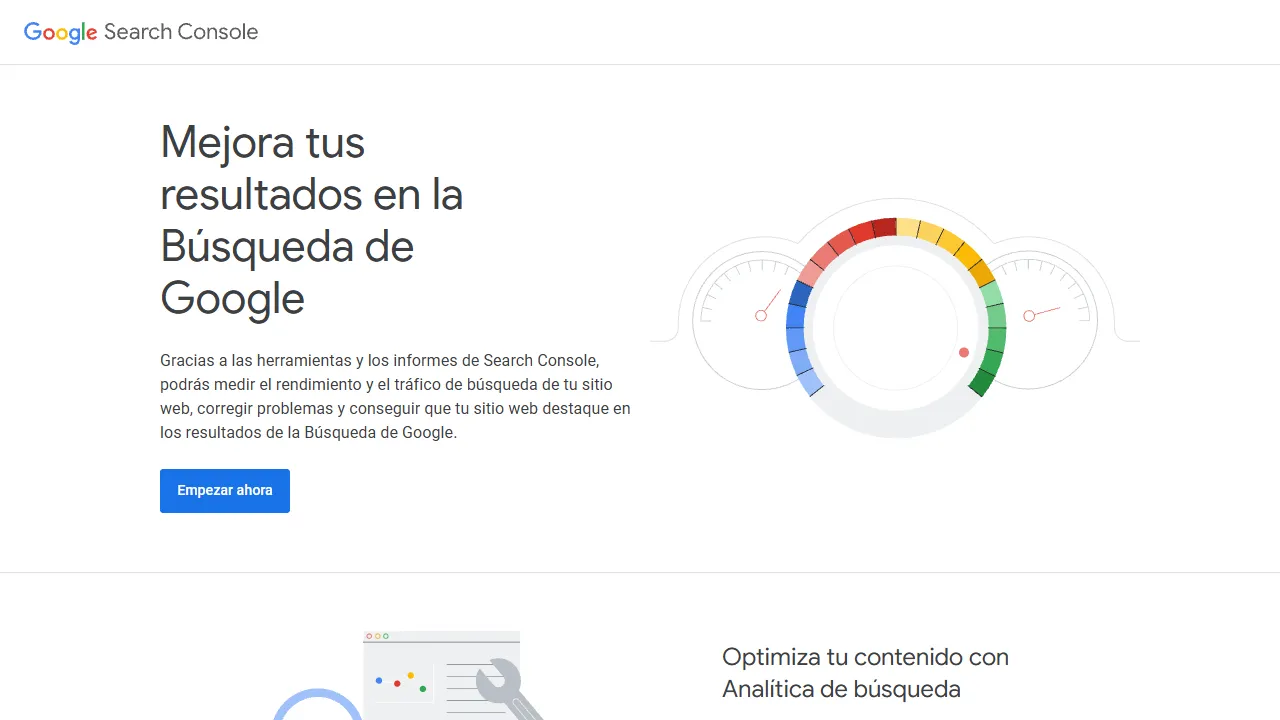 Google Search Console
Mejora tus
resultados en la
Búsqueda de
Google
Gracias a las herramientas y los informes de Search Console,
podrás medir el rendimiento y el tráfico de búsqueda de tu sitio
web, corregir problemas y conseguir que tu sitio web destaque en
los resultados de la Búsqueda de Google.
Empezar ahora
Optimiza tu contenido con
Analítica de búsqueda